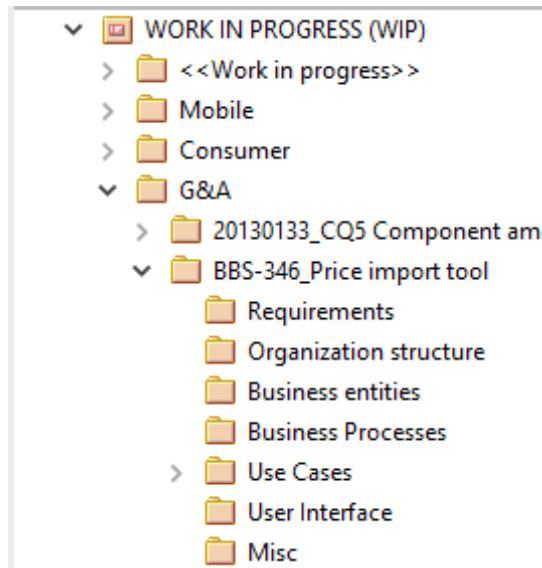 WORK IN PROGRESS (WIP)
<<Work in progress>>
Mobile
Consumer
G&A
20130133_CQ5 Component am
BBS-346_Price import tool
Requirements
Organization structure
Business entities
Business Processes
Use Cases
User Interface
Misc